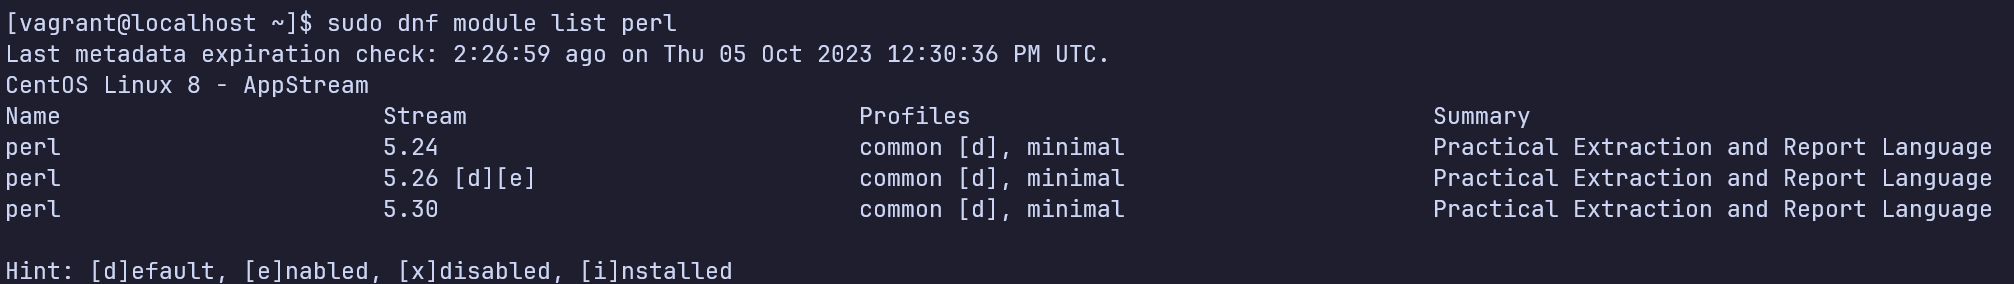 [vagrant@localhost ~]$ sudo dnf module list perl
Last metadata expiration check: 2:26:59 ago on Thu 05 Oct 2023 12:30:36 PM UTC.
CentOS Linux 8 - AppStream
Name Stream Profiles Summary
perl 5.24 common [d], minimal Practical Extraction and Report Language
perl 5.26 [d][e] common [d], minimal Practical Extraction and Report Language
perl 5.30 common [d], minimal Practical Extraction and Report Language
Hint: [d]efault, [e]nabled, [x]disabled, [i]nstalled